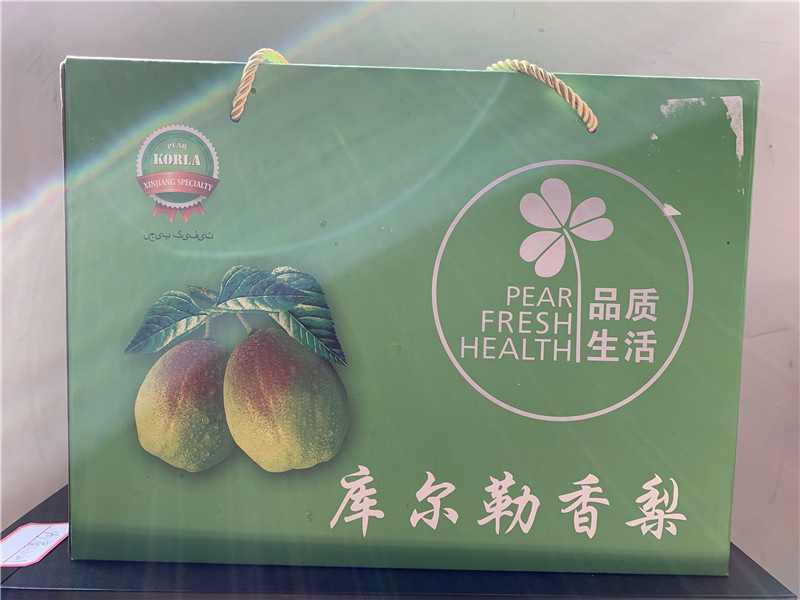 PEAR
KORLA
XINJIANG SPECIALTY
PEAR
FRESH
HEALTH
品质
生活
库尔勒香梨